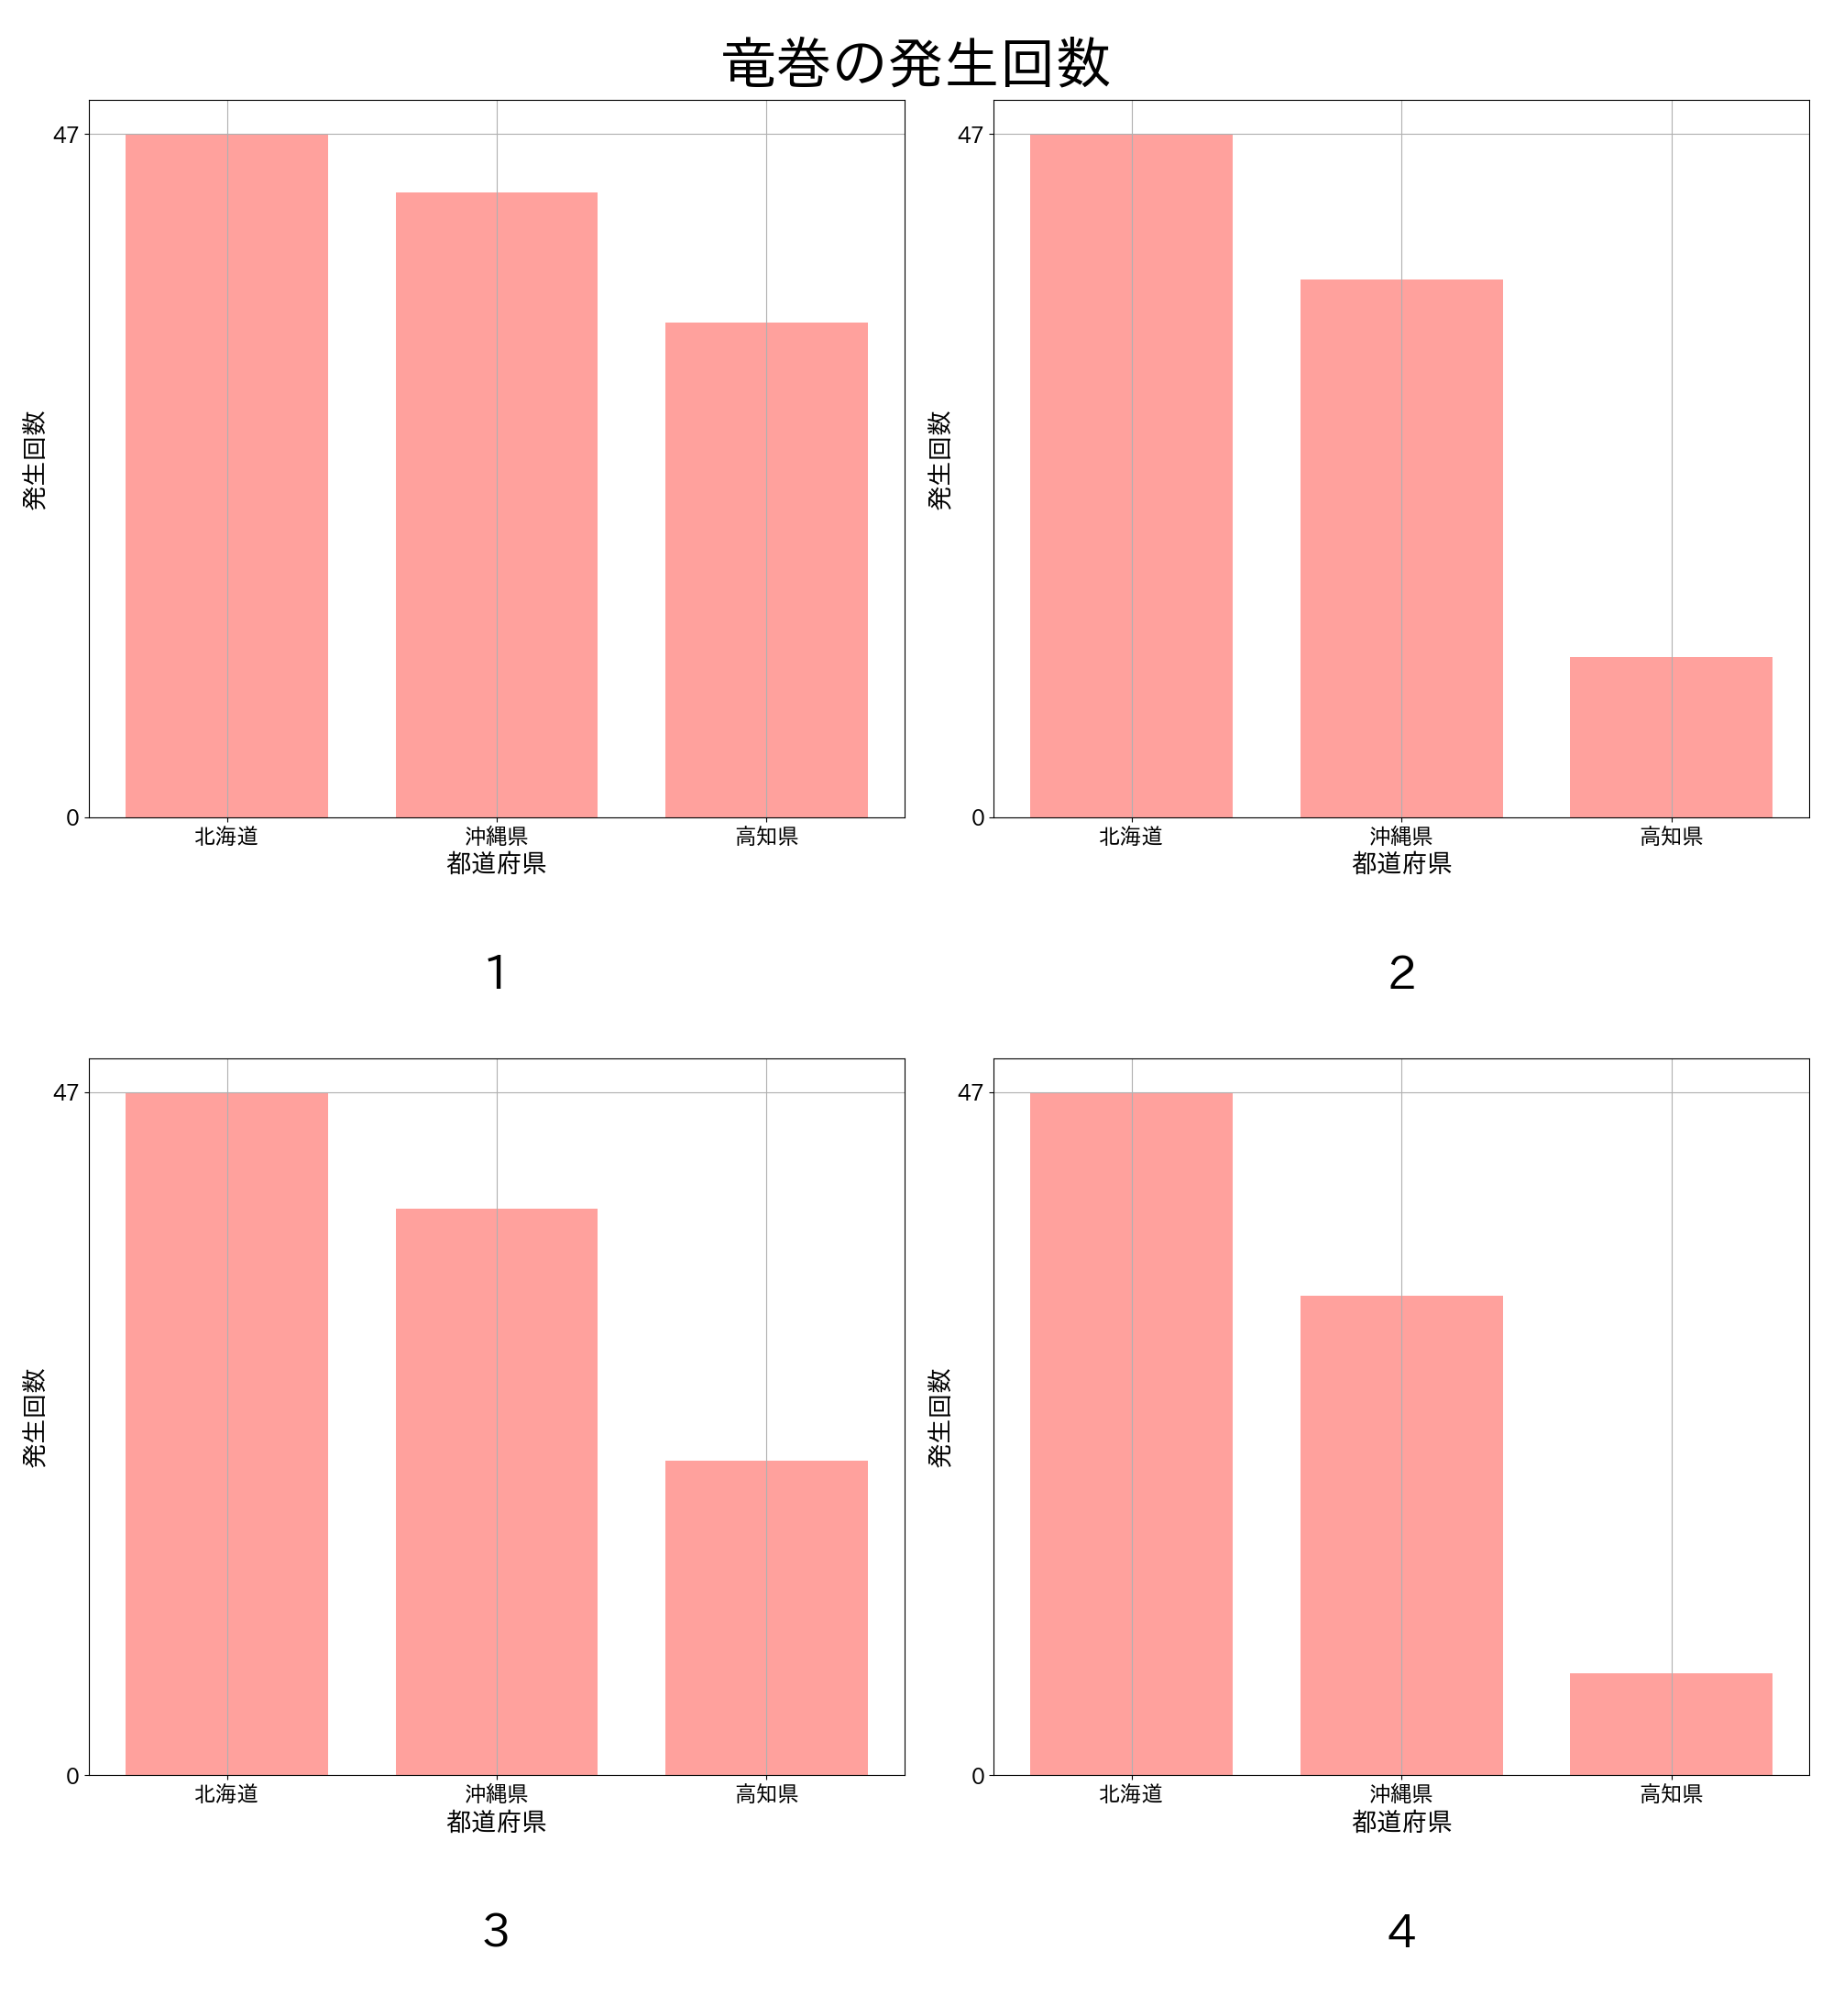 竜巻の発生回数
47
0
発生回数
北海道 沖縄県 高知県
都道府県
1
47
0
発生回数
北海道 沖縄県 高知県
都道府県
2
47
0
発生回数
北海道 沖縄県 高知県
都道府県
3
47
0
発生回数
北海道 沖縄県 高知県
都道府県
4